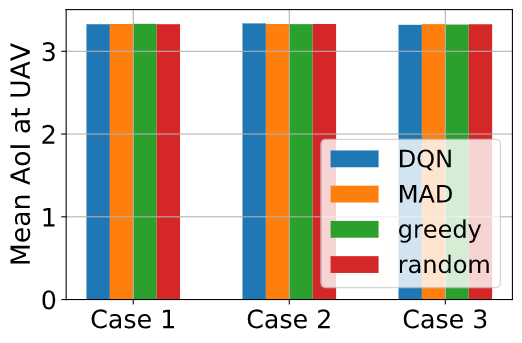 Mean AoI at UAV
3
2
1
0
DQN
MAD
greedy
random
Case 1
Case 2
Case 3